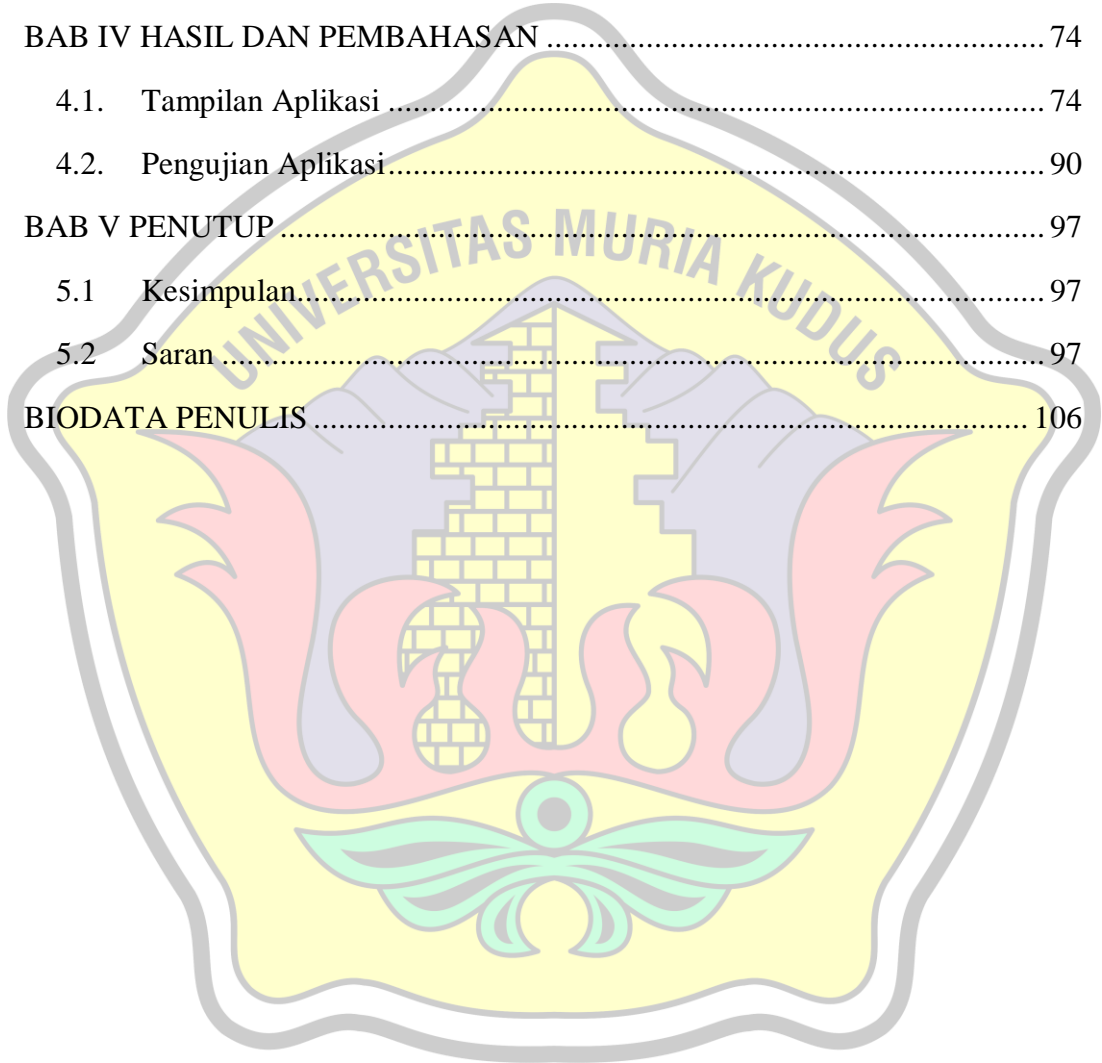 BAB IV HASIL DAN PEMBAHASAN ........................................................................ 74
4.1. Tampilan Aplikasi ............................................................................................... 74
4.2. Pengujian Aplikasi............................................................................................... 90
BAB V PENUTUP ............................................................................................................... 97
5.1 Kesimpulan............................................................................................................ 97
5.2 Saran ....................................................................................................................... 97
BIODATA PENULIS ........................................................................................................ 106
UNIVERSITAS MURIA KUDUS